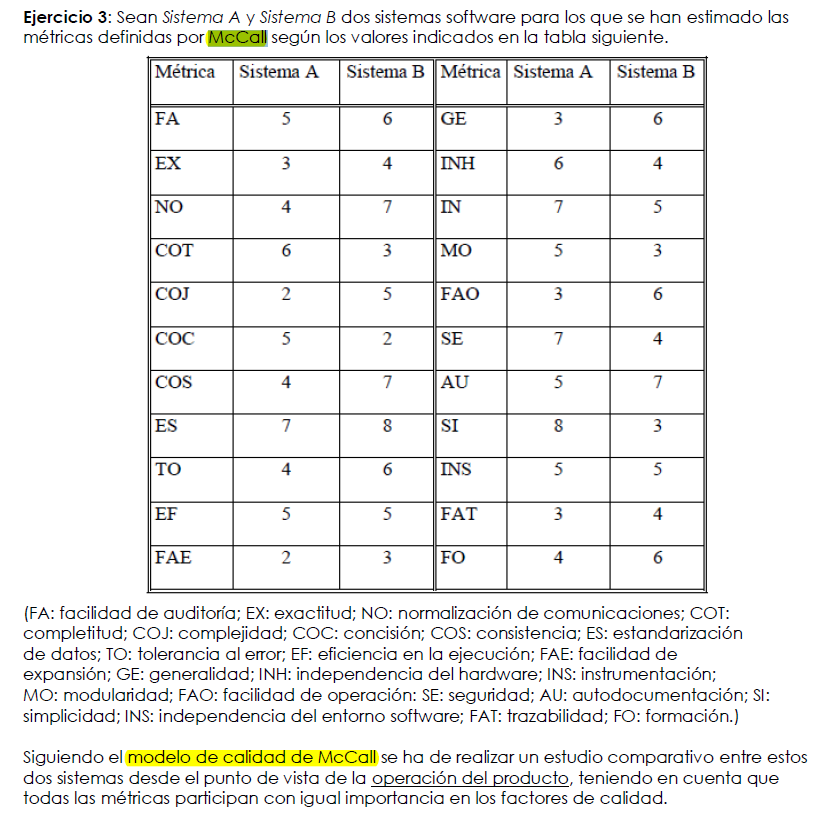 Ejercicio 3: Sean Sistema A y Sistema B dos sistemas software para los que se han estimado las
métricas definidas por McCall según los valores indicados en la tabla siguiente.
Métrica Sistema A Sistema B Métrica Sistema A Sistema B
FA 5 6 GE 3 6
EX 3 4 INH 6 4
NO 4 7 IN 7 5
COT 6 3 MO 5 3
COJ 2 5 FAO 3 6
COC 5 2 SE 7 4
COS 4 7 AU 5 7
ES 7 8 SI 8 3
TO 4 6 INS 5 5
EF 5 5 FAT 3 4
FAE 2 3 FO 4 6
(FA: facilidad de auditoría; EX: exactitud; NO: normalización de comunicaciones; COT:
completitud; COJ: complejidad; COC: concisión; COS: consistencia; ES: estandarización
de datos; TO: tolerancia al error; EF: eficiencia en la ejecución; FAE: facilidad de
expansión; GE: generalidad; INH: independencia del hardware; INS: instrumentación;
MO: modularidad; FAO: facilidad de operación: SE: seguridad; AU: autodocumentación; SI:
simplicidad; INS: independencia del entorno software; FAT: trazabilidad; FO: formación.)
Siguiendo el modelo de calidad de McCall se ha de realizar un estudio comparativo entre estos
dos sistemas desde el punto de vista de la operación del producto, teniendo en cuenta que
todas las métricas participan con igual importancia en los factores de calidad.